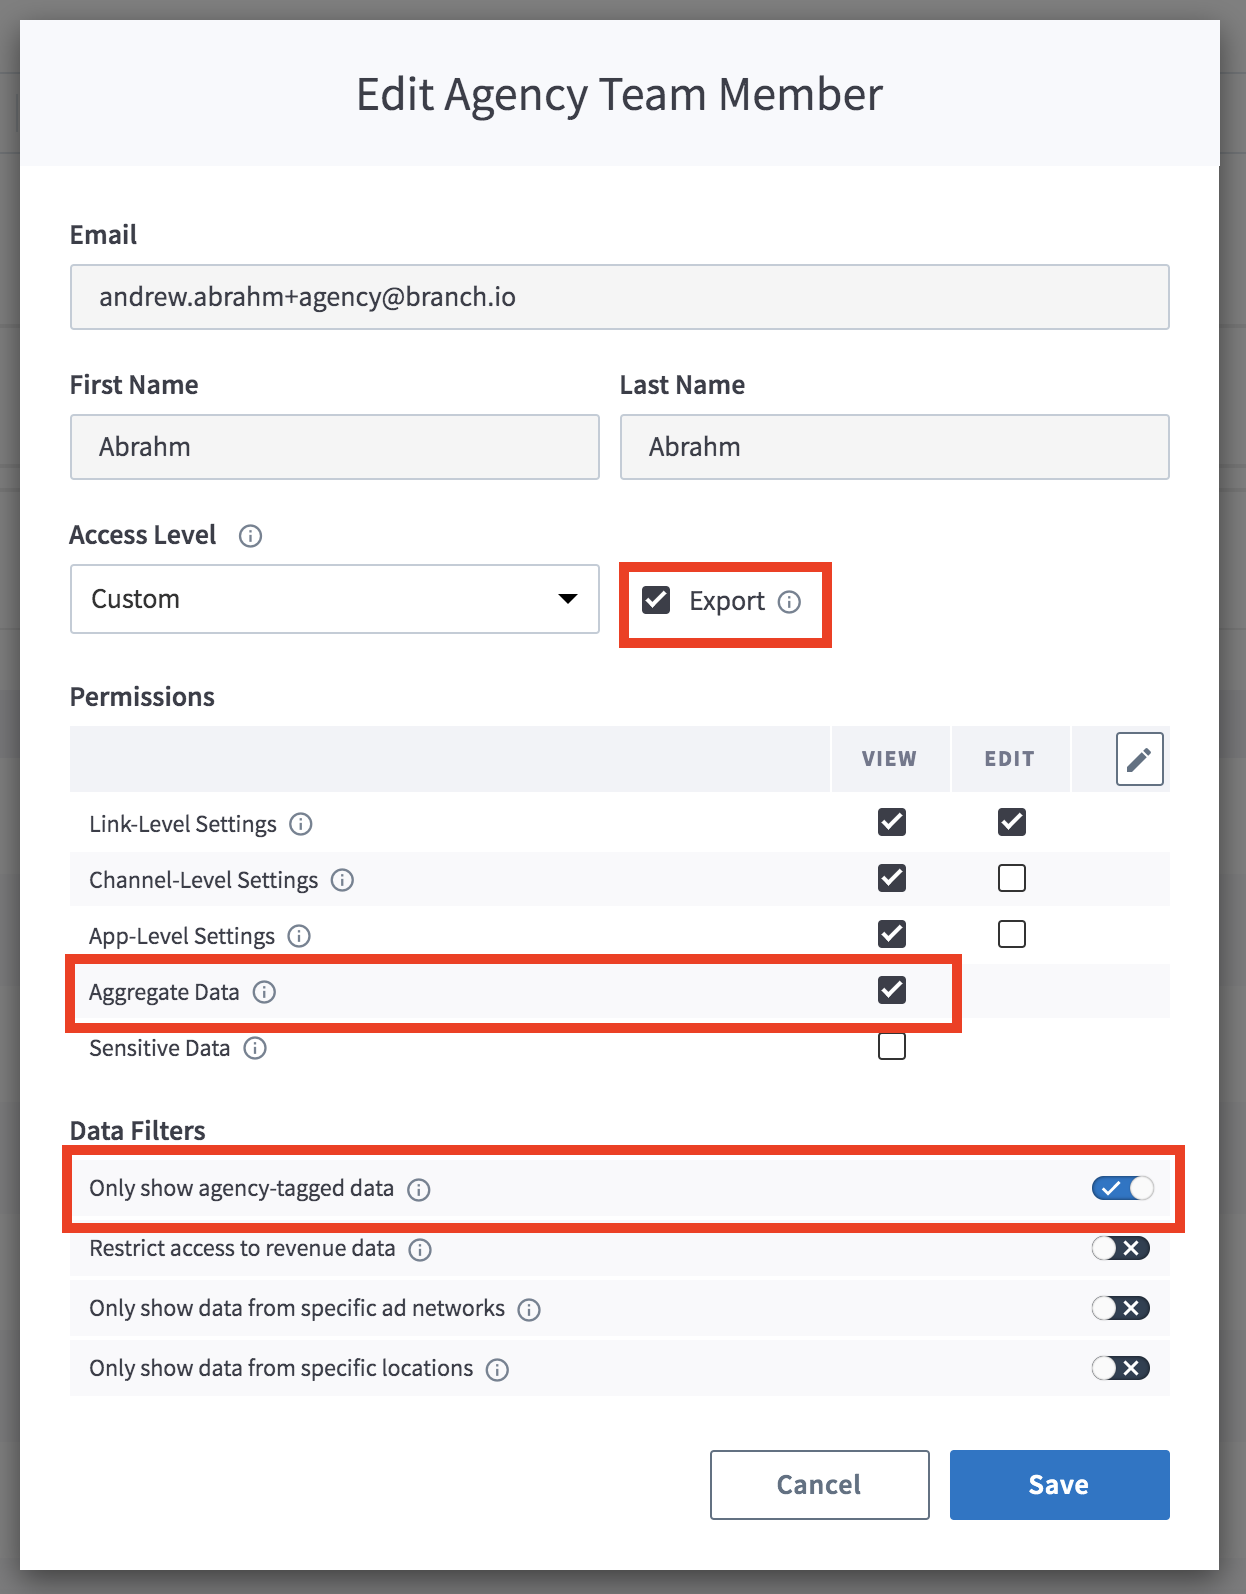 Edit Agency Team Member
Email
andrew.abrahm+agency@branch.io
First Name Last Name
Abrahm Abrahm
Access Level
Custom Export
Permissions
VIEW EDIT
Link-Level Settings
Channel-Level Settings
App-Level Settings
Aggregate Data
Sensitive Data
Data Filters
Only show agency-tagged data
Restrict access to revenue data
Only show data from specific ad networks
Only show data from specific locations
Cancel Save